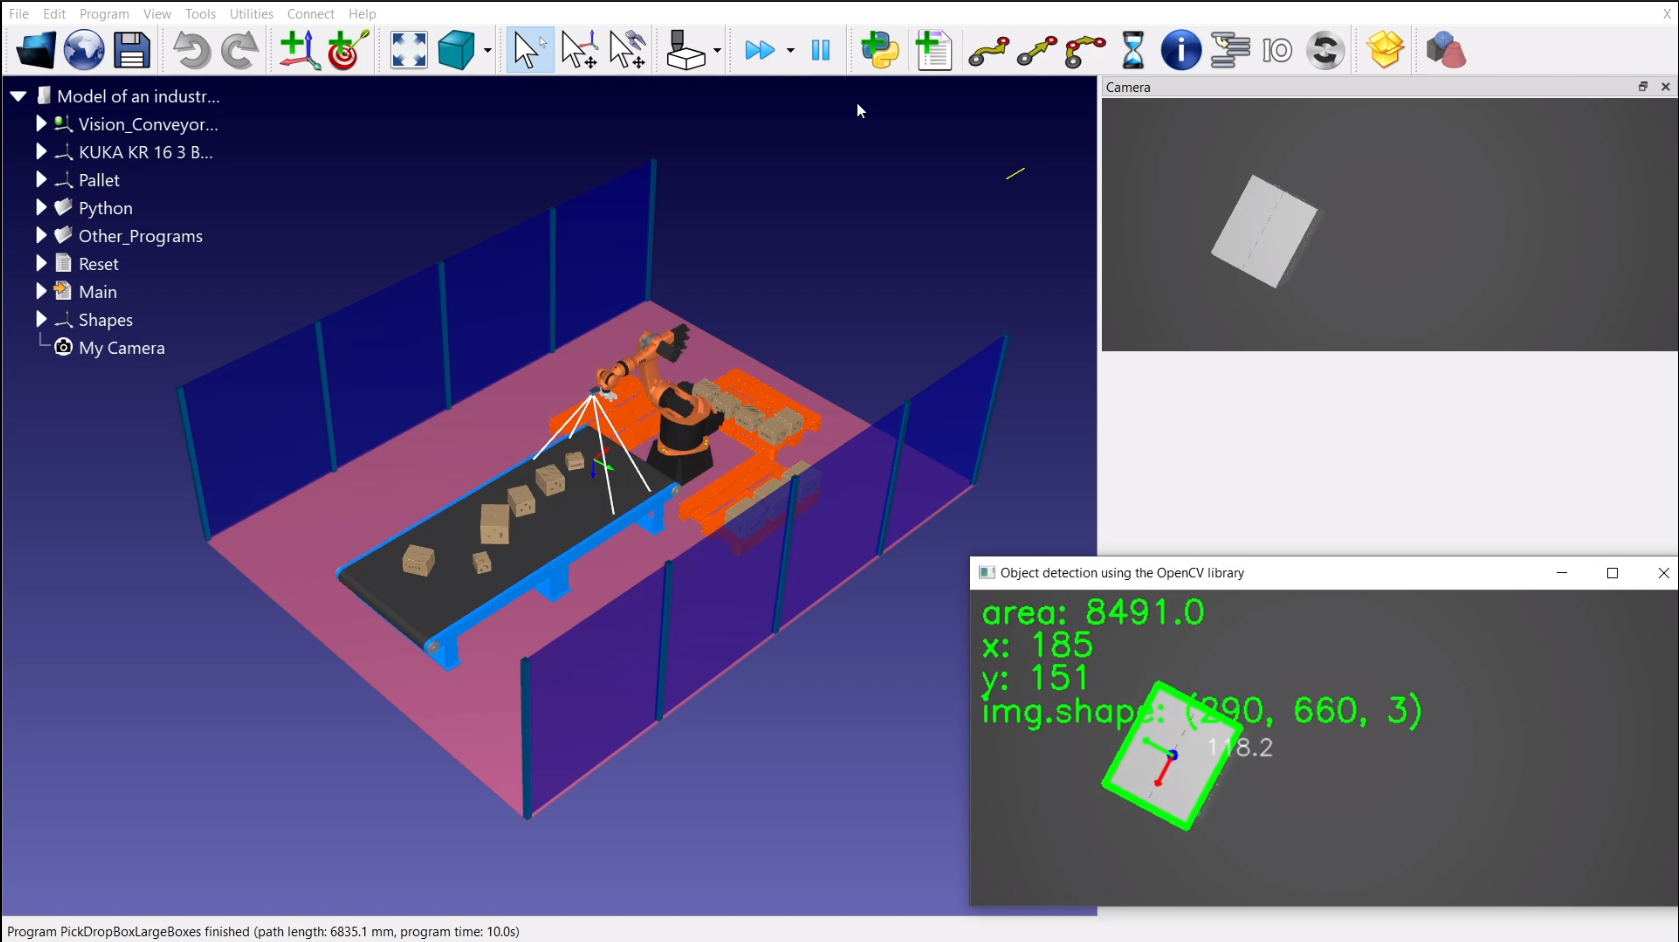 File Edit Program View Tools Utilities Connect Help X
IO
Model of an industr...
Vision_Conveyor...
KUKA KR 16 3 B...
Pallet
Python
Other_Programs
Reset
Main
Shapes
My Camera
Camera
Object detection using the OpenCV library
area: 8491.0
x: 185
y: 151
img.shape: (290, 660, 3)
118.2
Program PickDropBoxLargeBoxes finished (path length: 6835.1 mm, program time: 10.0s)